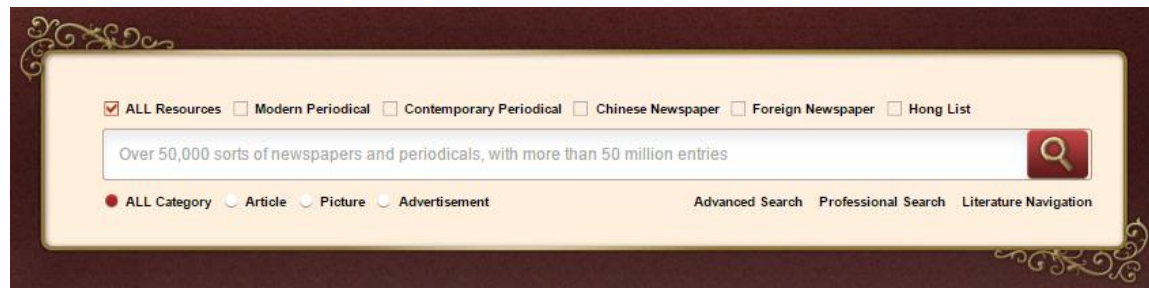 ALL Resources Modern Periodical Contemporary Periodical Chinese Newspaper Foreign Newspaper Hong List
Over 50,000 sorts of newspapers and periodicals, with more than 50 million entries
ALL Category Article Picture Advertisement Advanced Search Professional Search Literature Navigation